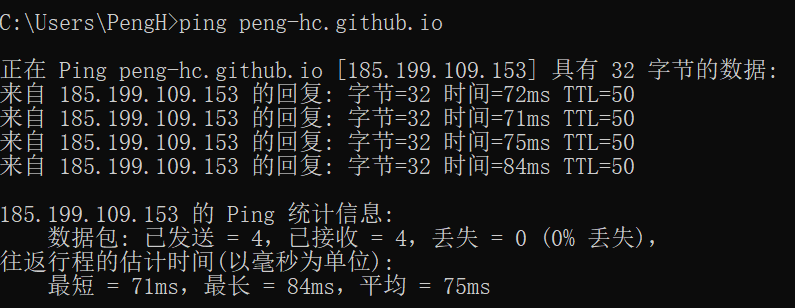 C:\Users\PengH>ping peng-hc.github.io
正在 Ping peng-hc.github.io [185.199.109.153] 具有 32 字节的数据:
来自 185.199.109.153 的回复: 字节=32 时间=72ms TTL=50
来自 185.199.109.153 的回复: 字节=32 时间=71ms TTL=50
来自 185.199.109.153 的回复: 字节=32 时间=75ms TTL=50
来自 185.199.109.153 的回复: 字节=32 时间=84ms TTL=50
185.199.109.153 的 Ping 统计信息:
数据包: 已发送 = 4，已接收 = 4，丢失 = 0 (0% 丢失)，
往返行程的估计时间(以毫秒为单位):
最短 = 71ms，最长 = 84ms，平均 = 75ms